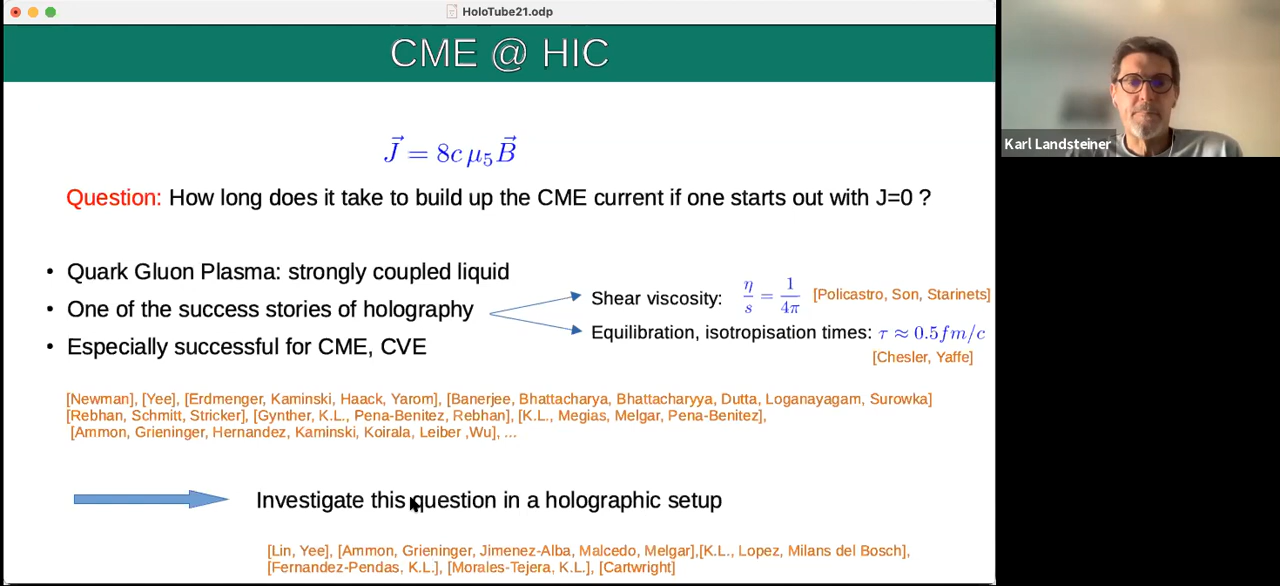 HoloTube21.odp
CME @ HIC
Karl Landsteiner
\vec{J} = 8c μ₅ \vec{B}
Question: How long does it take to build up the CME current if one starts out with J=0 ?
• Quark Gluon Plasma: strongly coupled liquid
• One of the success stories of holography
• Especially successful for CME, CVE
Shear viscosity: η/s = 1/4π [Policastro, Son, Starinets]
Equilibration, isotropisation times: τ ≈ 0.5fm/c
[Chesler, Yaffe]
[Newman], [Yee], [Erdmenger, Kaminski, Haack, Yarom], [Banerjee, Bhattacharya, Bhattacharyya, Dutta, Loganayagam, Surowka]
[Rebhan, Schmitt, Stricker], [Gynther, K.L., Pena-Benitez, Rebhan], [K.L., Megias, Melgar, Pena-Benitez],
[Ammon, Grieninger, Hernandez, Kaminski, Koirala, Leiber ,Wu], ...
Investigate this question in a holographic setup
[Lin, Yee], [Ammon, Grieninger, Jimenez-Alba, Malcedo, Melgar],[K.L., Lopez, Milans del Bosch],
[Fernandez-Pendas, K.L.], [Morales-Tejera, K.L.], [Cartwright]